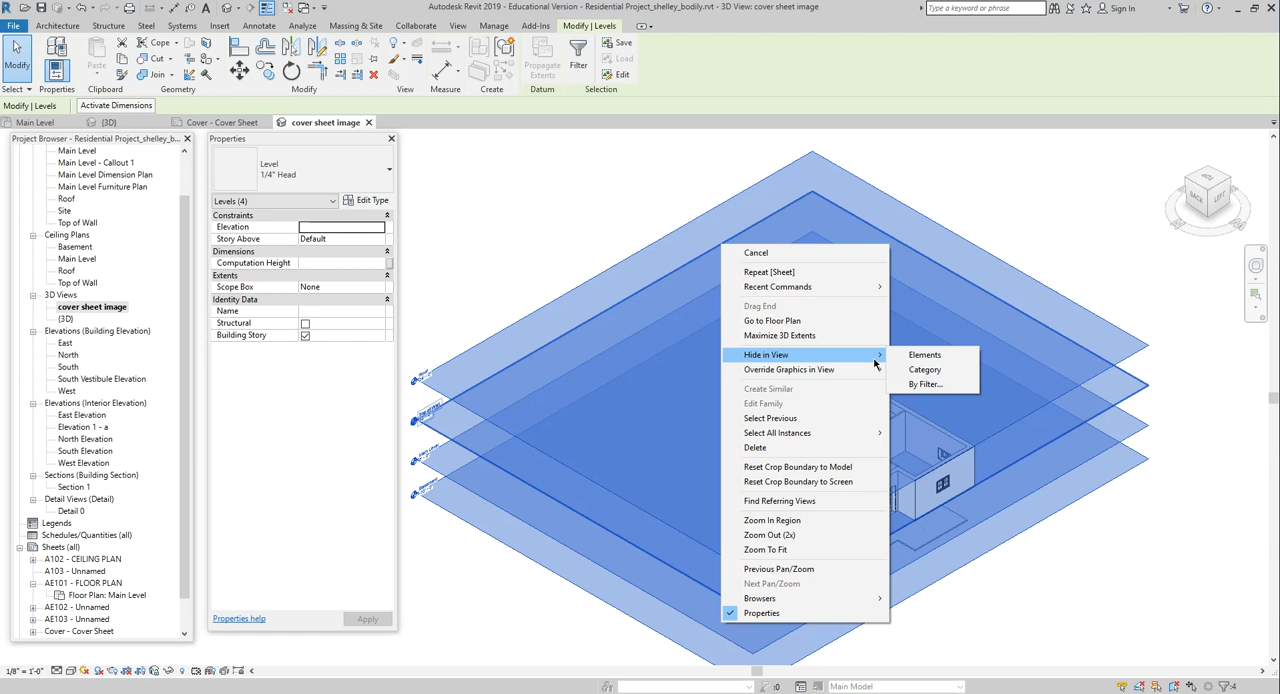 Autodesk Revit 2019 - Educational Version - Residential Project_shelley_bodily.rvt - 3D View: cover sheet image
Type a keyword or phrase
Sign In
File Architecture Structure Steel Systems Insert Annotate Analyze Massing & Site Collaborate View Manage Add-Ins Modify | Levels
Cope
Cut
Join
Modify
Paste
Propagate Extents
Filter
Save
Load
Edit
Select Properties Clipboard Geometry Modify View Measure Create Datum Selection
Modify | Levels Activate Dimensions
Main Level {3D} Cover - Cover Sheet cover sheet image
Project Browser - Residential Project_shelley_b...
Main Level
Main Level - Callout 1
Main Level Dimension Plan
Main Level Furniture Plan
Roof
Site
Top of Wall
Ceiling Plans
Basement
Main Level
Roof
Top of Wall
3D Views
cover sheet image
{3D}
Elevations (Building Elevation)
East
North
South
South Vestibule Elevation
West
Elevations (Interior Elevation)
East Elevation
Elevation 1 - a
North Elevation
South Elevation
West Elevation
Sections (Building Section)
Section 1
Detail Views (Detail)
Detail 0
Legends
Schedules/Quantities (all)
Sheets (all)
A102 - CEILING PLAN
A103 - Unnamed
AE101 - FLOOR PLAN
Floor Plan: Main Level
AE102 - Unnamed
AE103 - Unnamed
Cover - Cover Sheet
Properties
Level
1/4" Head
Levels (4) Edit Type
Constraints
Elevation
Story Above Default
Dimensions
Computation Height
Extents
Scope Box None
Identity Data
Name
Structural
Building Story
Properties help Apply
Cancel
Repeat [Sheet]
Recent Commands
Drag End
Go to Floor Plan
Maximize 3D Extents
Hide in View
Override Graphics in View
Create Similar
Edit Family
Select Previous
Select All Instances
Delete
Reset Crop Boundary to Model
Reset Crop Boundary to Screen
Find Referring Views
Zoom In Region
Zoom Out (2x)
Zoom To Fit
Previous Pan/Zoom
Next Pan/Zoom
Browsers
Properties
Elements
Category
By Filter...
TOP
BACK LEFT
1/8" = 1'-0"
:0 Main Model :4